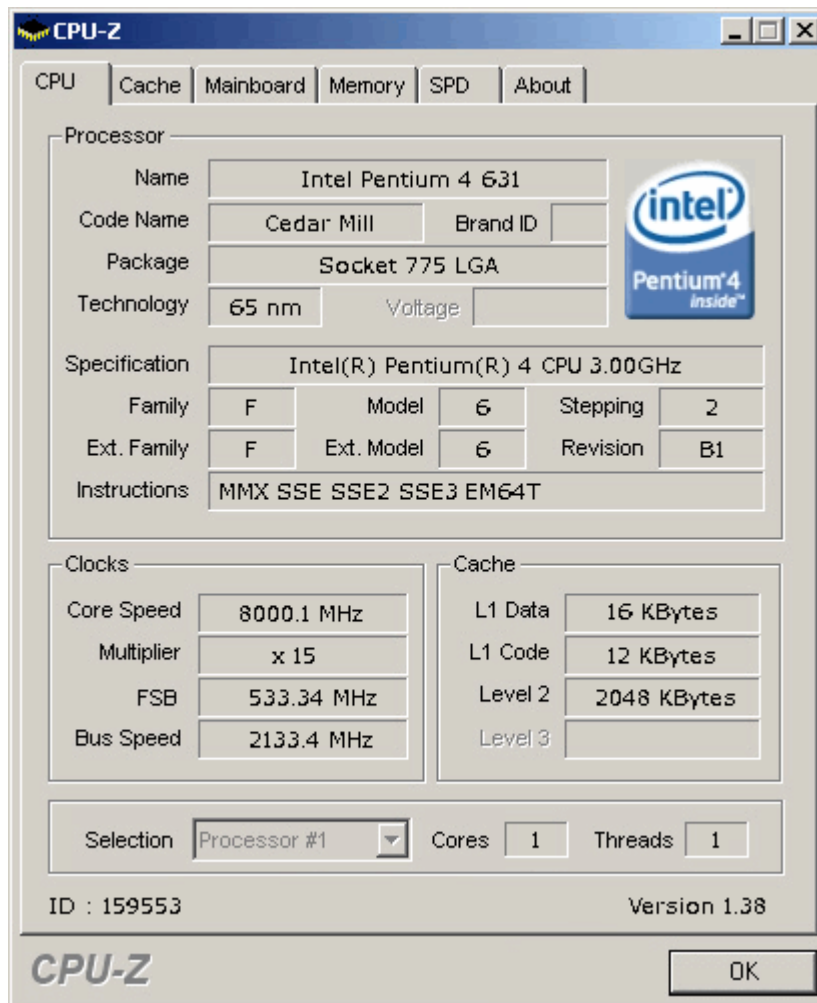 CPU-Z
CPU Cache Mainboard Memory SPD About
Processor
Name Intel Pentium 4 631
Code Name Cedar Mill Brand ID
Package Socket 775 LGA
Technology 65 nm Voltage
intel
Pentium®4
inside™
Specification Intel(R) Pentium(R) 4 CPU 3.00GHz
Family F Model 6 Stepping 2
Ext. Family F Ext. Model 6 Revision B1
Instructions MMX SSE SSE2 SSE3 EM64T
Clocks
Core Speed 8000.1 MHz
Multiplier x 15
FSB 533.34 MHz
Bus Speed 2133.4 MHz
Cache
L1 Data 16 KBytes
L1 Code 12 KBytes
Level 2 2048 KBytes
Level 3
Selection Processor #1 Cores 1 Threads 1
ID : 159553 Version 1.38
CPU-Z OK